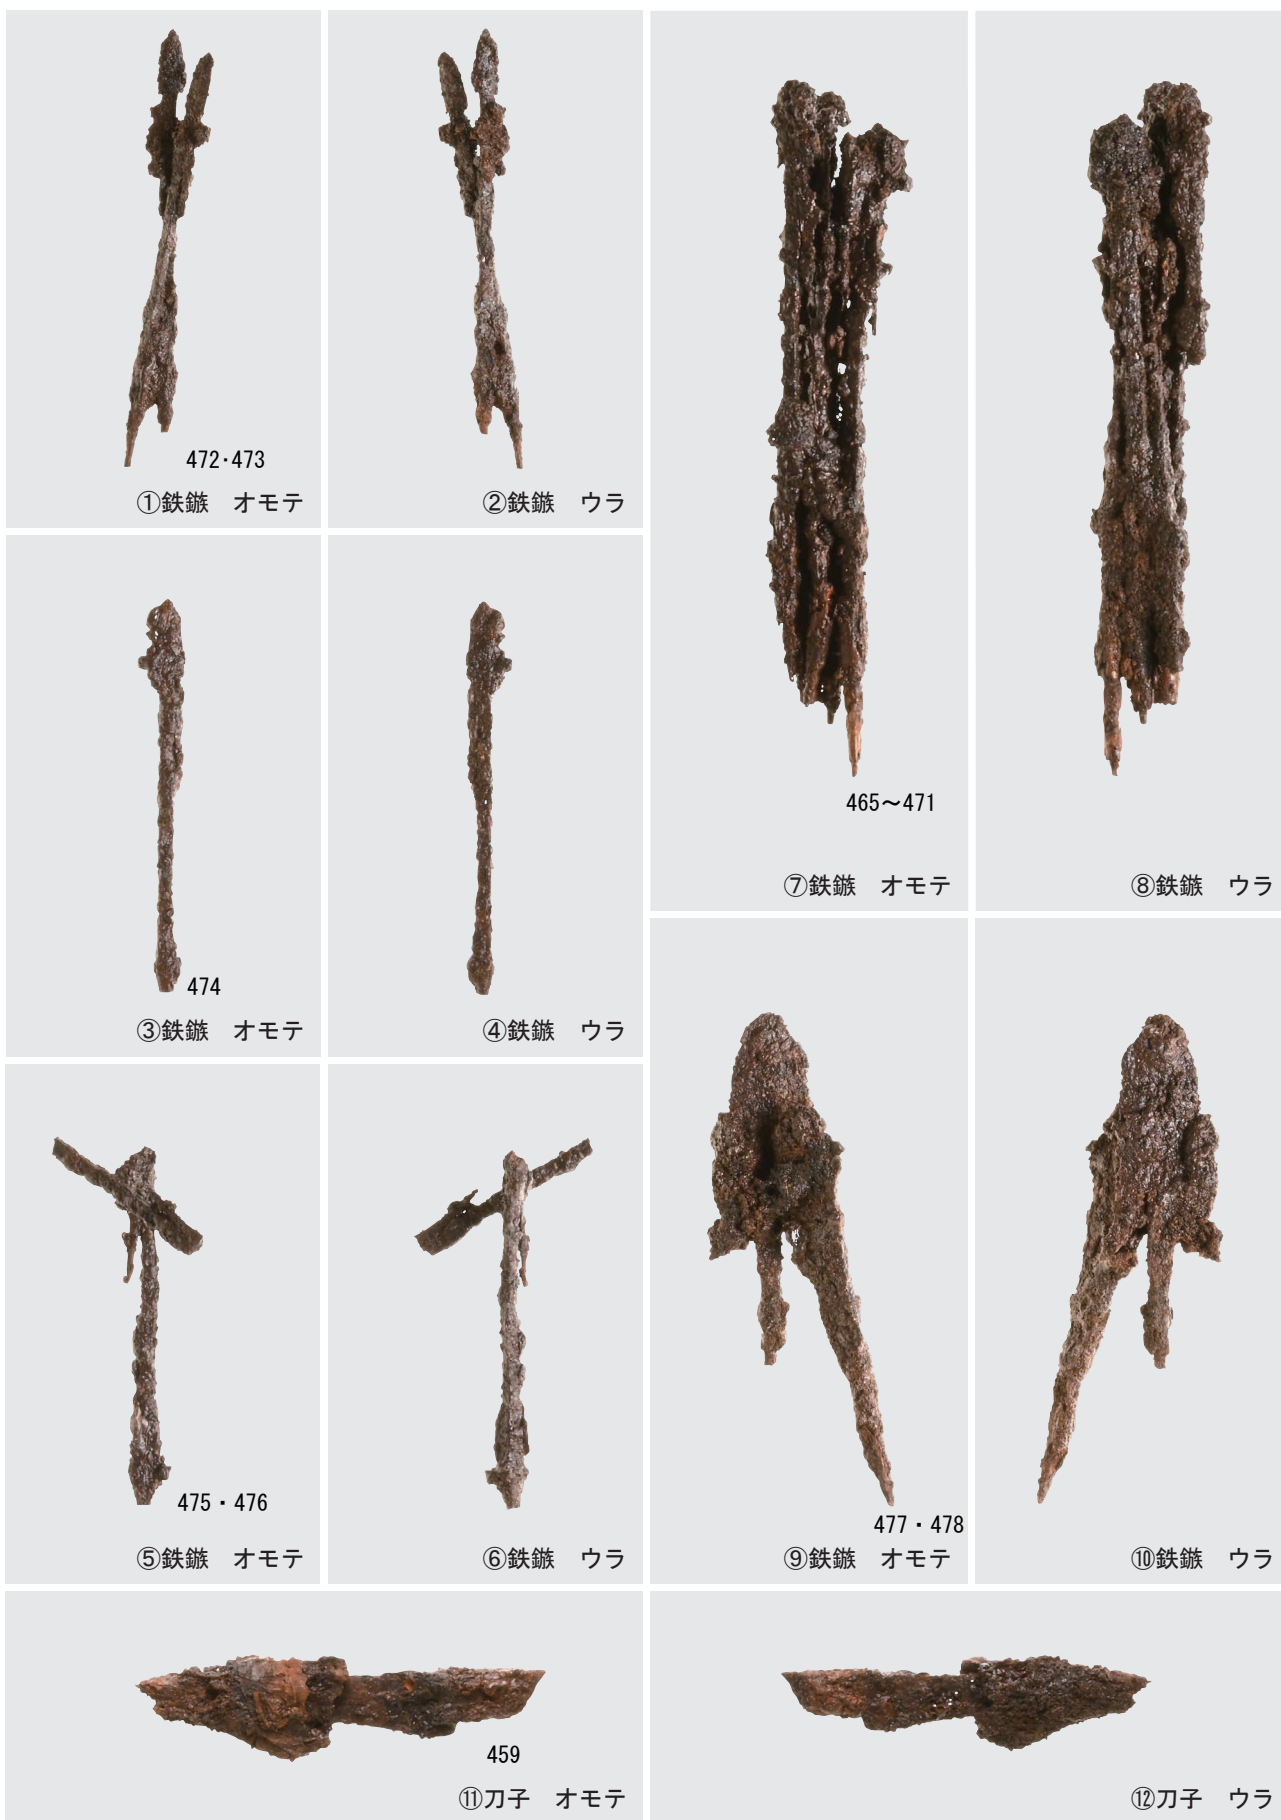 472・473
①鉄鏃　オモテ
②鉄鏃　ウラ
474
③鉄鏃　オモテ
④鉄鏃　ウラ
475・476
⑤鉄鏃　オモテ
⑥鉄鏃　ウラ
465～471
⑦鉄鏃　オモテ
⑧鉄鏃　ウラ
477・478
⑨鉄鏃　オモテ
⑩鉄鏃　ウラ
459
⑪刀子　オモテ
⑫刀子　ウラ